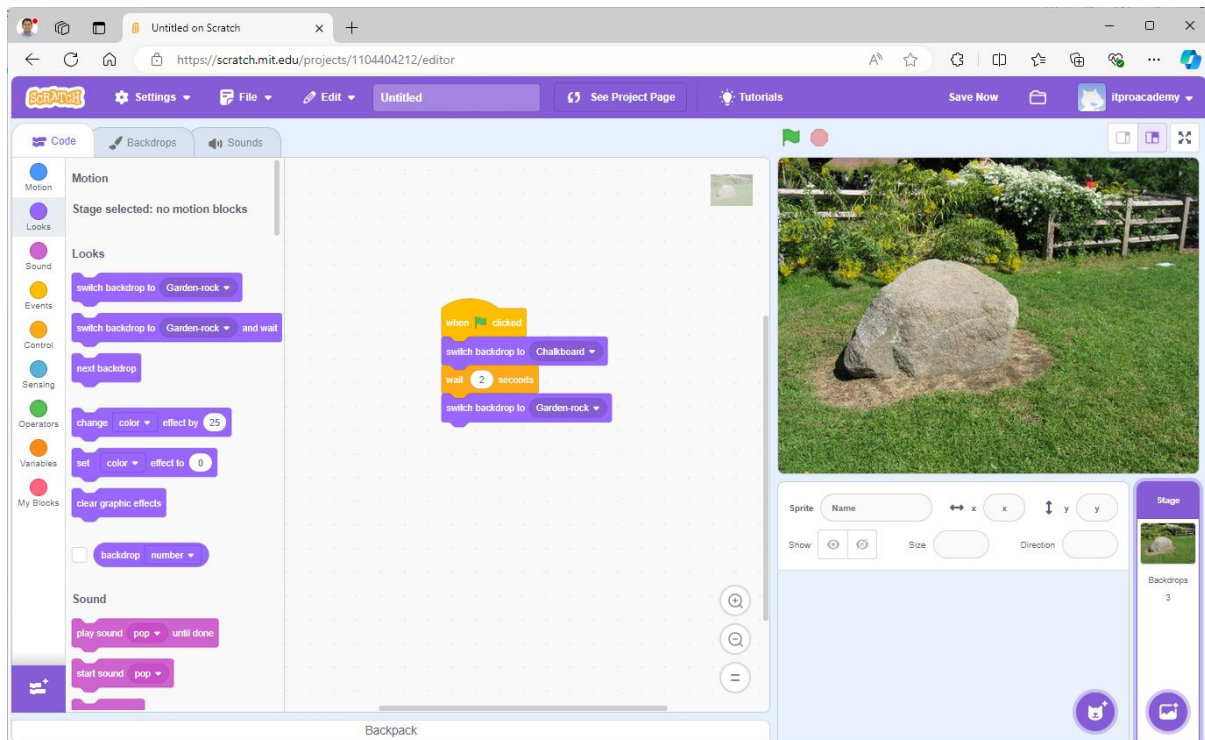 Untitled on Scratch
https://scratch.mit.edu/projects/1104404212/editor
SCRATCH Settings File Edit Untitled See Project Page Tutorials Save Now itproacademy
Code Backdrops Sounds
Motion
Looks
Sound
Events
Control
Sensing
Operators
Variables
My Blocks
Motion
Stage selected: no motion blocks
Looks
switch backdrop to Garden-rock
switch backdrop to Garden-rock and wait
next backdrop
change color effect by 25
set color effect to 0
clear graphic effects
backdrop number
Sound
play sound pop until done
start sound pop
when clicked
switch backdrop to Chalkboard
wait 2 seconds
switch backdrop to Garden-rock
Sprite Name x x y y
Show Size Direction
Stage
Backdrops
3
Backpack